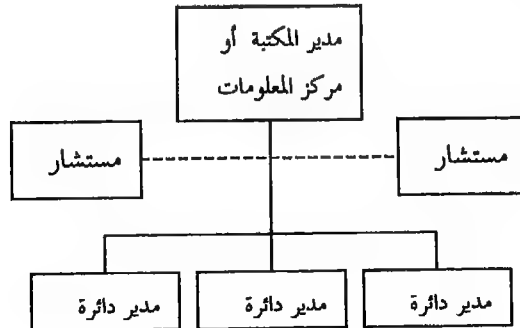 مدير المكتبة أو
مركز المعلومات
مستشار
مستشار
مدير دائرة
مدير دائرة
مدير دائرة